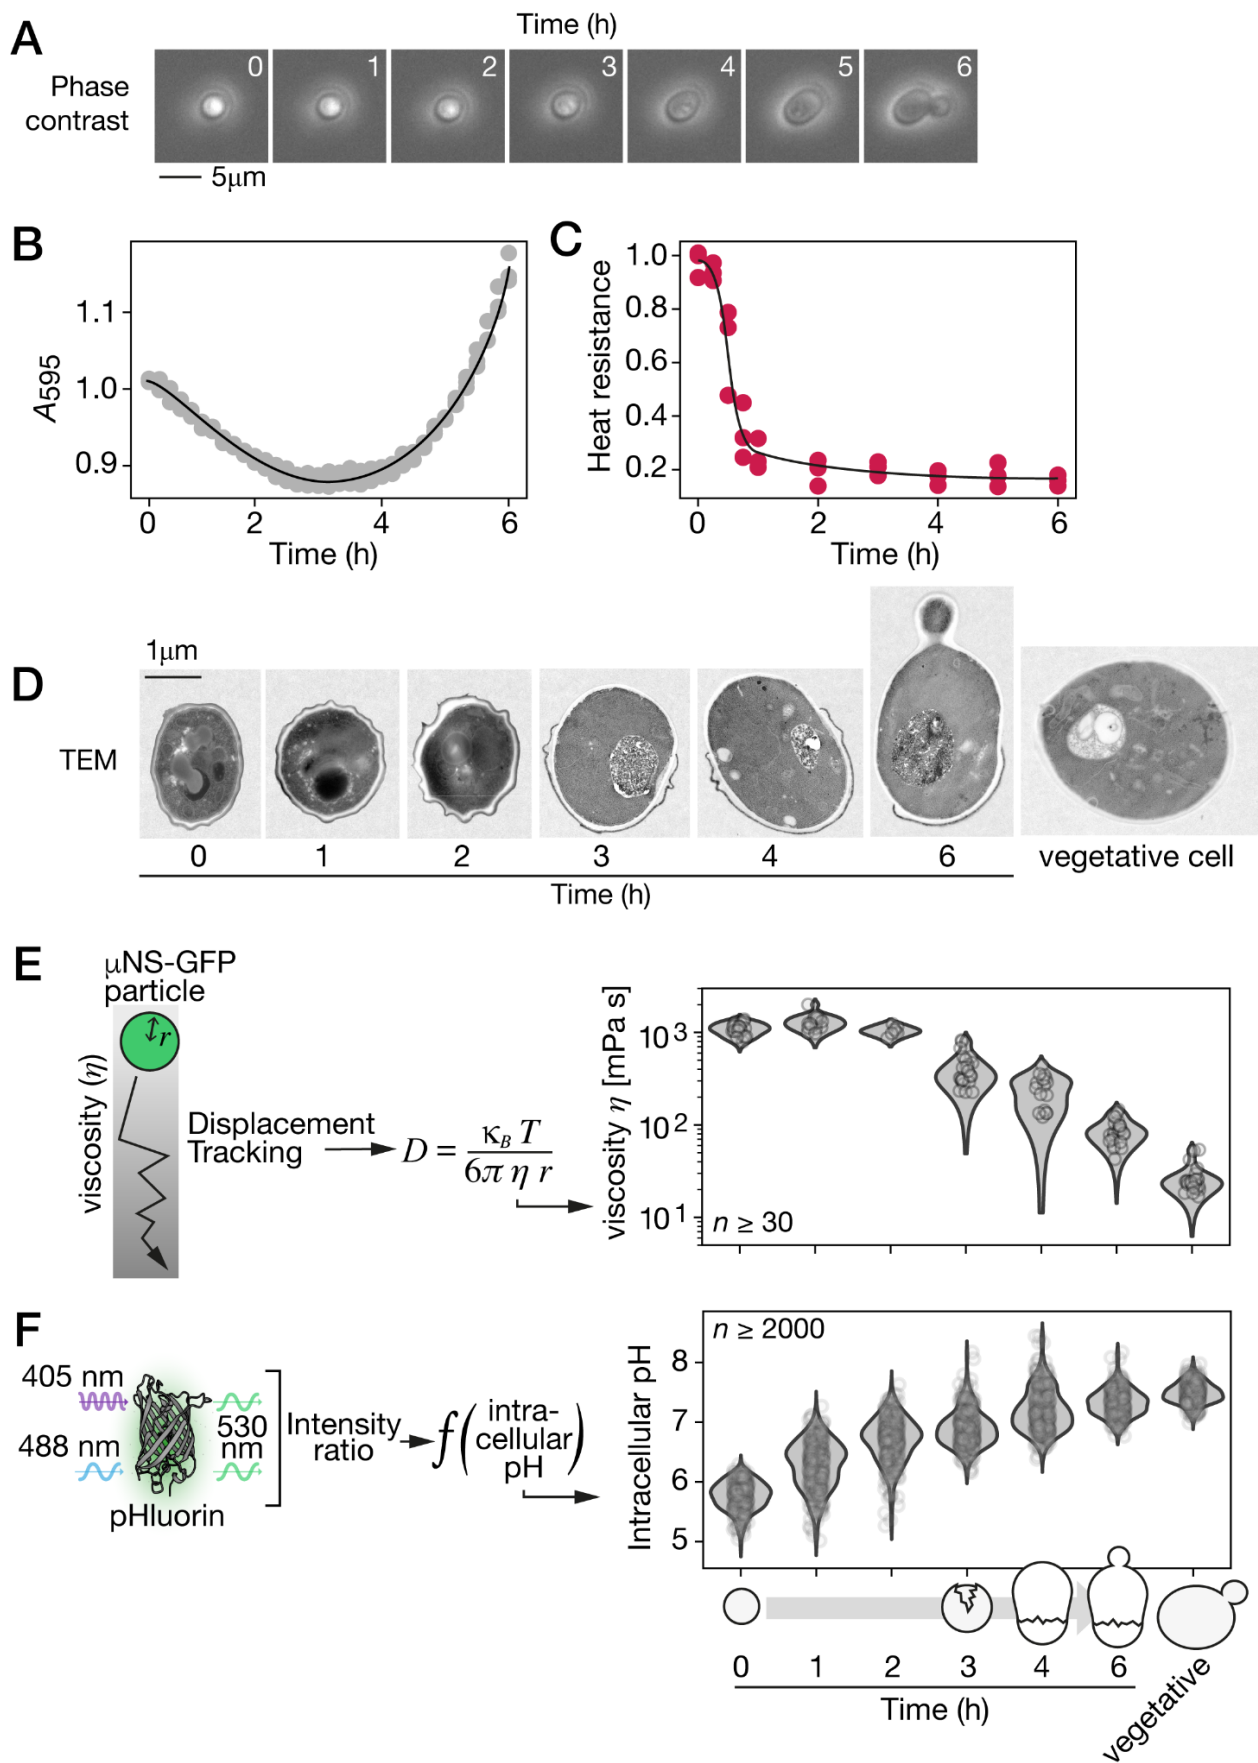 A
Time (h)
Phase
contrast
0
1
2
3
4
5
6
5μm
B
A595
1.1
1.0
0.9
0
2
4
6
Time (h)
C
Heat resistance
1.0
0.8
0.6
0.4
0.2
0
2
4
6
Time (h)
D
1μm
TEM
0
1
2
3
4
6
vegetative cell
Time (h)
E
μNS-GFP
particle
r
viscosity (η)
Displacement
Tracking
D = κB T / 6π η r
viscosity η [mPa s]
10³
10²
10¹
n ≥ 30
F
405 nm
488 nm
530
nm
pHluorin
Intensity
ratio
f ( intra-
cellular
pH )
Intracellular pH
8
7
6
5
n ≥ 2000
0
1
2
3
4
6
vegetative
Time (h)